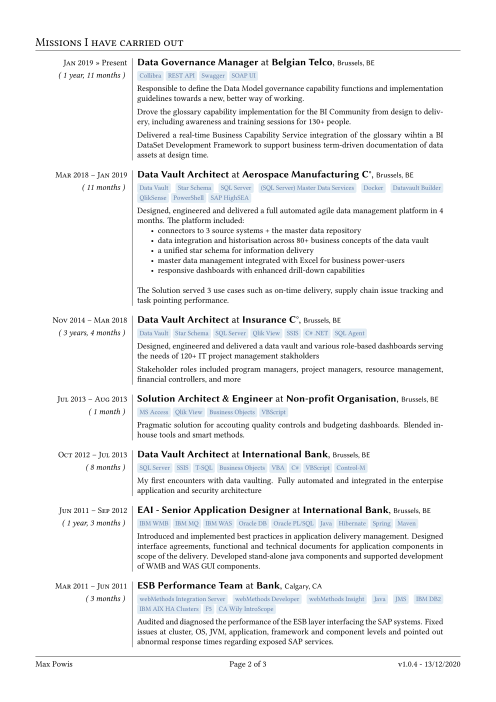 Missions I have carried out
Jan 2019 » Present
( 1 year, 11 months )
Data Governance Manager at Belgian Telco, Brussels, BE
Collibra REST API Swagger SOAP UI
Responsible to define the Data Model governance capability functions and implementation
guidelines towards a new, better way of working.
Drove the glossary capability implementation for the BI Community from design to deliv-
ery, including awareness and training sessions for 130+ people.
Delivered a real-time Business Capability Service integration of the glossary wihtin a BI
DataSet Development Framework to support business term-driven documentation of data
assets at design time.
Mar 2018 – Jan 2019
( 11 months )
Data Vault Architect at Aerospace Manufacturing C°, Brussels, BE
Data Vault Star Schema SQL Server (SQL Server) Master Data Services Docker Datavault Builder
QlikSense PowerShell SAP HighSEA
Designed, engineered and delivered a full automated agile data management platform in 4
months. The platform included:
• connectors to 3 source systems + the master data repository
• data integration and historisation across 80+ business concepts of the data vault
• a unified star schema for information delivery
• master data management integrated with Excel for business power-users
• responsive dashboards with enhanced drill-down capabilities
The Solution served 3 use cases such as on-time delivery, supply chain issue tracking and
task pointing performance.
Nov 2014 – Mar 2018
( 3 years, 4 months )
Data Vault Architect at Insurance C°, Brussels, BE
Data Vault Star Schema SQL Server Qlik View SSIS C# .NET SQL Agent
Designed, engineered and delivered a data vault and various role-based dashboards serving
the needs of 120+ IT project management stakholders
Stakeholder roles included program managers, project managers, resource management,
financial controllers, and more
Jul 2013 – Aug 2013
( 1 month )
Solution Architect & Engineer at Non-profit Organisation, Brussels, BE
MS Access Qlik View Business Objects VBScript
Pragmatic solution for accouting quality controls and budgeting dashboards. Blended in-
house tools and smart methods.
Oct 2012 – Jul 2013
( 8 months )
Data Vault Architect at International Bank, Brussels, BE
SQL Server SSIS T-SQL Business Objects VBA C# VBScript Control-M
My first encounters with data vaulting. Fully automated and integrated in the enterpise
application and security architecture
Jun 2011 – Sep 2012
( 1 year, 3 months )
EAI - Senior Application Designer at International Bank, Brussels, BE
IBM WMB IBM MQ IBM WAS Oracle DB Oracle PL/SQL Java Hibernate Spring Maven
Introduced and implemented best practices in application delivery management. Designed
interface agreements, functional and technical documents for application components in
scope of the delivery. Developed stand-alone java components and supported development
of WMB and WAS GUI components.
Mar 2011 – Jun 2011
( 3 months )
ESB Performance Team at Bank, Calgary, CA
webMethods Integration Server webMethods Developer webMethods Insight Java JMS IBM DB2
IBM AIX HA Clusters F5 CA Wily IntroScope
Audited and diagnosed the performance of the ESB layer interfacing the SAP systems. Fixed
issues at cluster, OS, JVM, application, framework and component levels and pointed out
abnormal response times regarding exposed SAP services.
Max Powis
Page 2 of 3
v1.0.4 - 13/12/2020